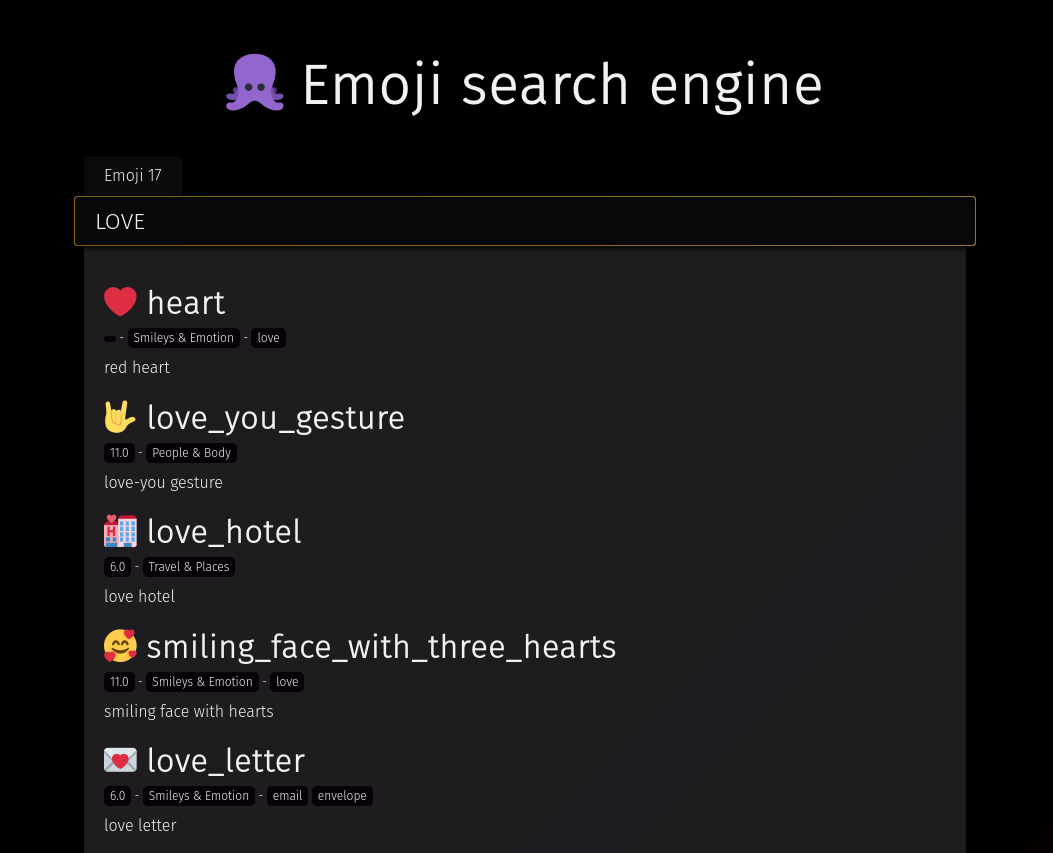 Emoji search engine
Emoji 17
LOVE
heart
- Smileys & Emotion - love
red heart
love_you_gesture
11.0 - People & Body
love-you gesture
love_hotel
6.0 - Travel & Places
love hotel
smiling_face_with_three_hearts
11.0 - Smileys & Emotion - love
smiling face with hearts
love_letter
6.0 - Smileys & Emotion - email envelope
love letter